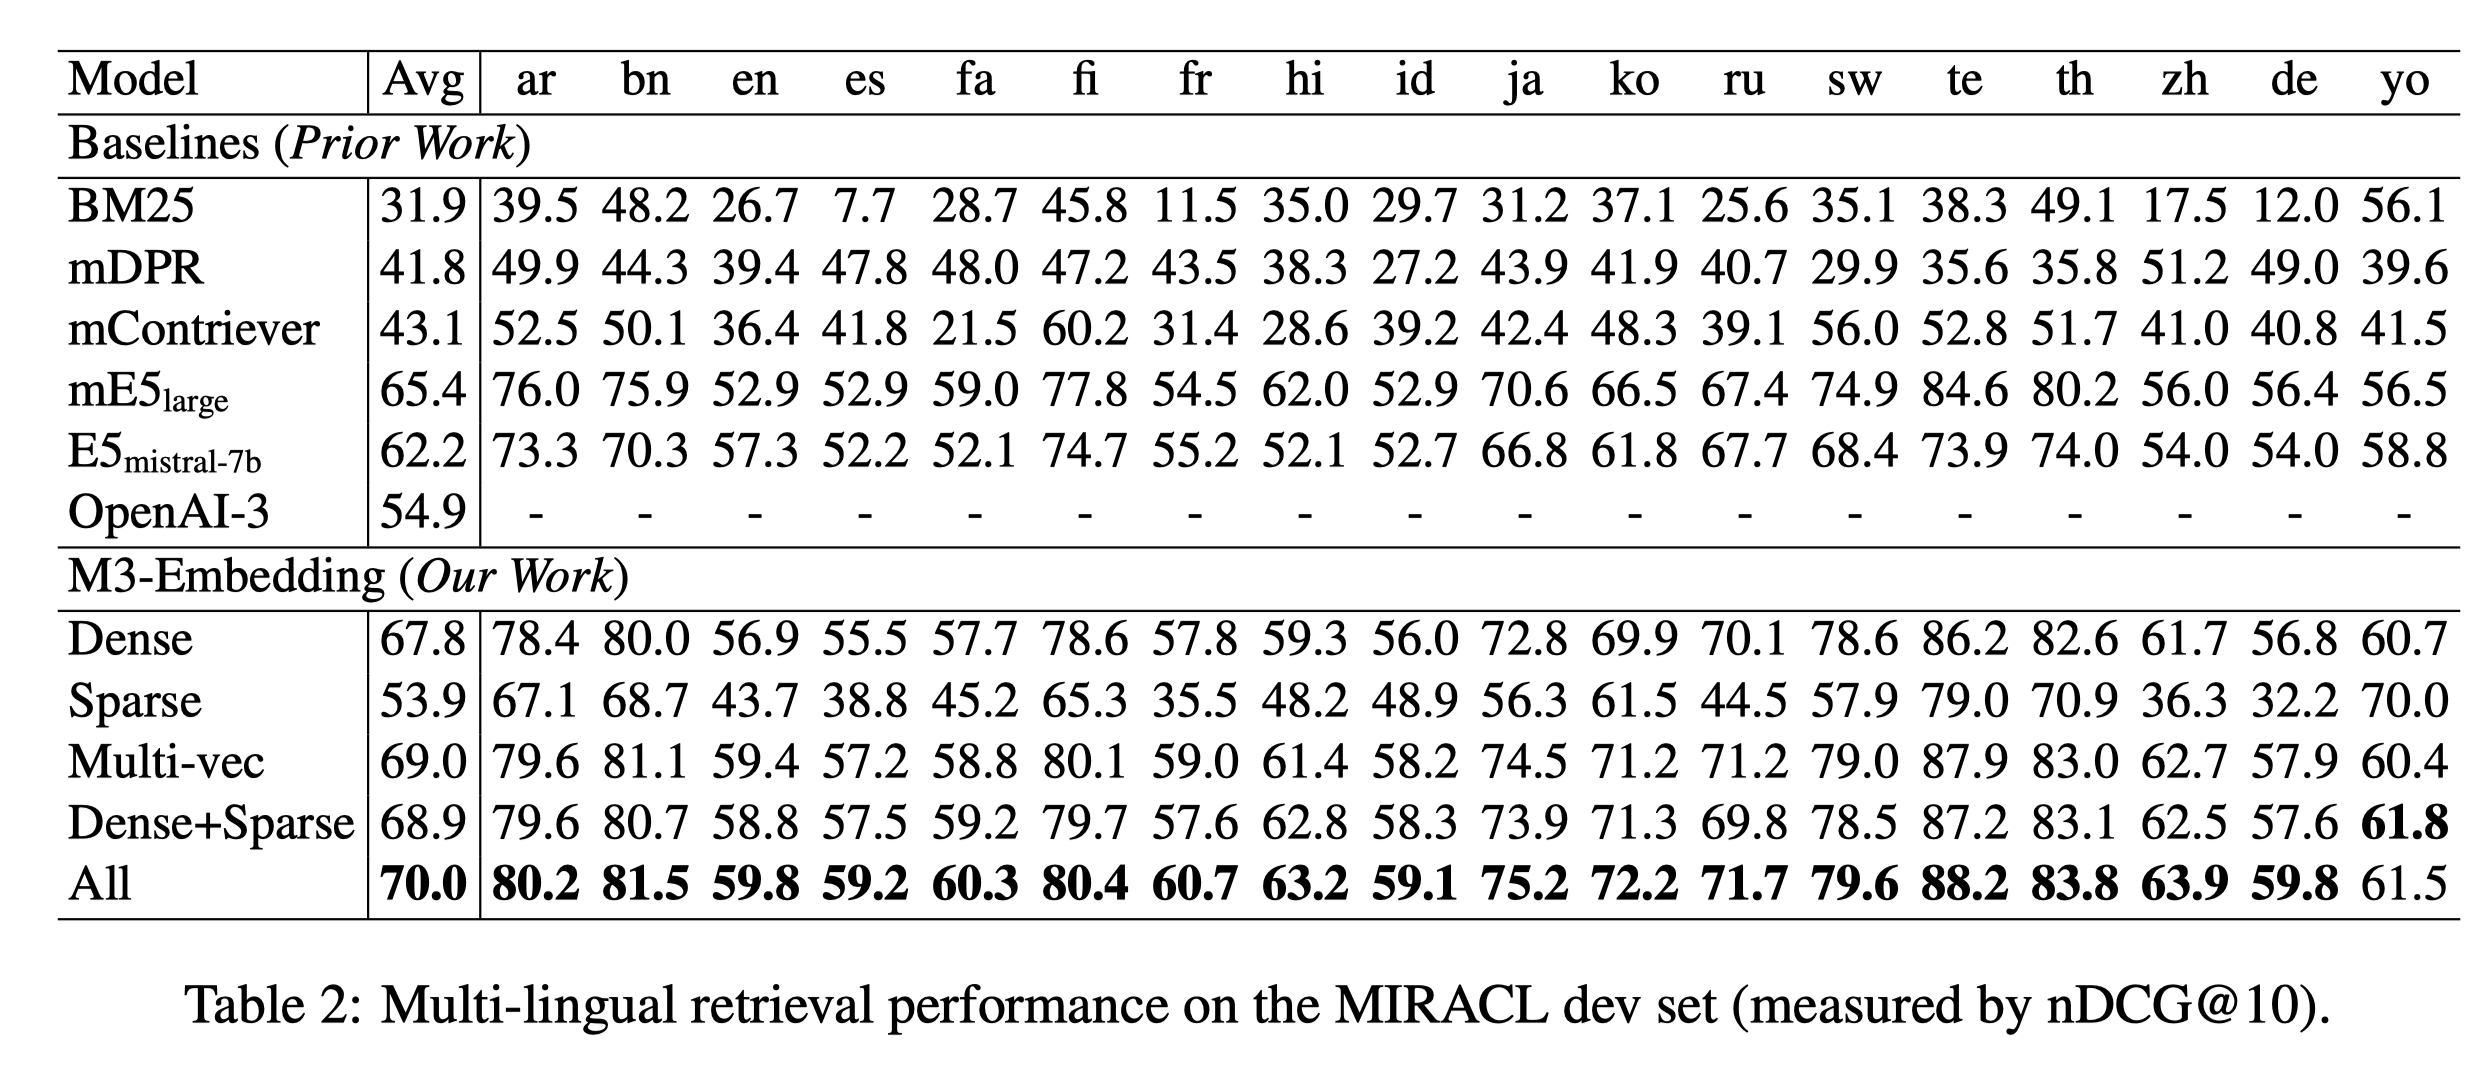 Model Avg ar bn en es fa fi fr hi id ja ko ru sw te th zh de yo
Baselines (Prior Work)
BM25 31.9 39.5 48.2 26.7 7.7 28.7 45.8 11.5 35.0 29.7 31.2 37.1 25.6 35.1 38.3 49.1 17.5 12.0 56.1
mDPR 41.8 49.9 44.3 39.4 47.8 48.0 47.2 43.5 38.3 27.2 43.9 41.9 40.7 29.9 35.6 35.8 51.2 49.0 39.6
mContriever 43.1 52.5 50.1 36.4 41.8 21.5 60.2 31.4 28.6 39.2 42.4 48.3 39.1 56.0 52.8 51.7 41.0 40.8 41.5
mE5large 65.4 76.0 75.9 52.9 52.9 59.0 77.8 54.5 62.0 52.9 70.6 66.5 67.4 74.9 84.6 80.2 56.0 56.4 56.5
E5mistral-7b 62.2 73.3 70.3 57.3 52.2 52.1 74.7 55.2 52.1 52.7 66.8 61.8 67.7 68.4 73.9 74.0 54.0 54.0 58.8
OpenAI-3 54.9 - - - - - - - - - - - - - - - - - -
M3-Embedding (Our Work)
Dense 67.8 78.4 80.0 56.9 55.5 57.7 78.6 57.8 59.3 56.0 72.8 69.9 70.1 78.6 86.2 82.6 61.7 56.8 60.7
Sparse 53.9 67.1 68.7 43.7 38.8 45.2 65.3 35.5 48.2 48.9 56.3 61.5 44.5 57.9 79.0 70.9 36.3 32.2 70.0
Multi-vec 69.0 79.6 81.1 59.4 57.2 58.8 80.1 59.0 61.4 58.2 74.5 71.2 71.2 79.0 87.9 83.0 62.7 57.9 60.4
Dense+Sparse 68.9 79.6 80.7 58.8 57.5 59.2 79.7 57.6 62.8 58.3 73.9 71.3 69.8 78.5 87.2 83.1 62.5 57.6 61.8
All 70.0 80.2 81.5 59.8 59.2 60.3 80.4 60.7 63.2 59.1 75.2 72.2 71.7 79.6 88.2 83.8 63.9 59.8 61.5
Table 2: Multi-lingual retrieval performance on the MIRACL dev set (measured by nDCG@10).